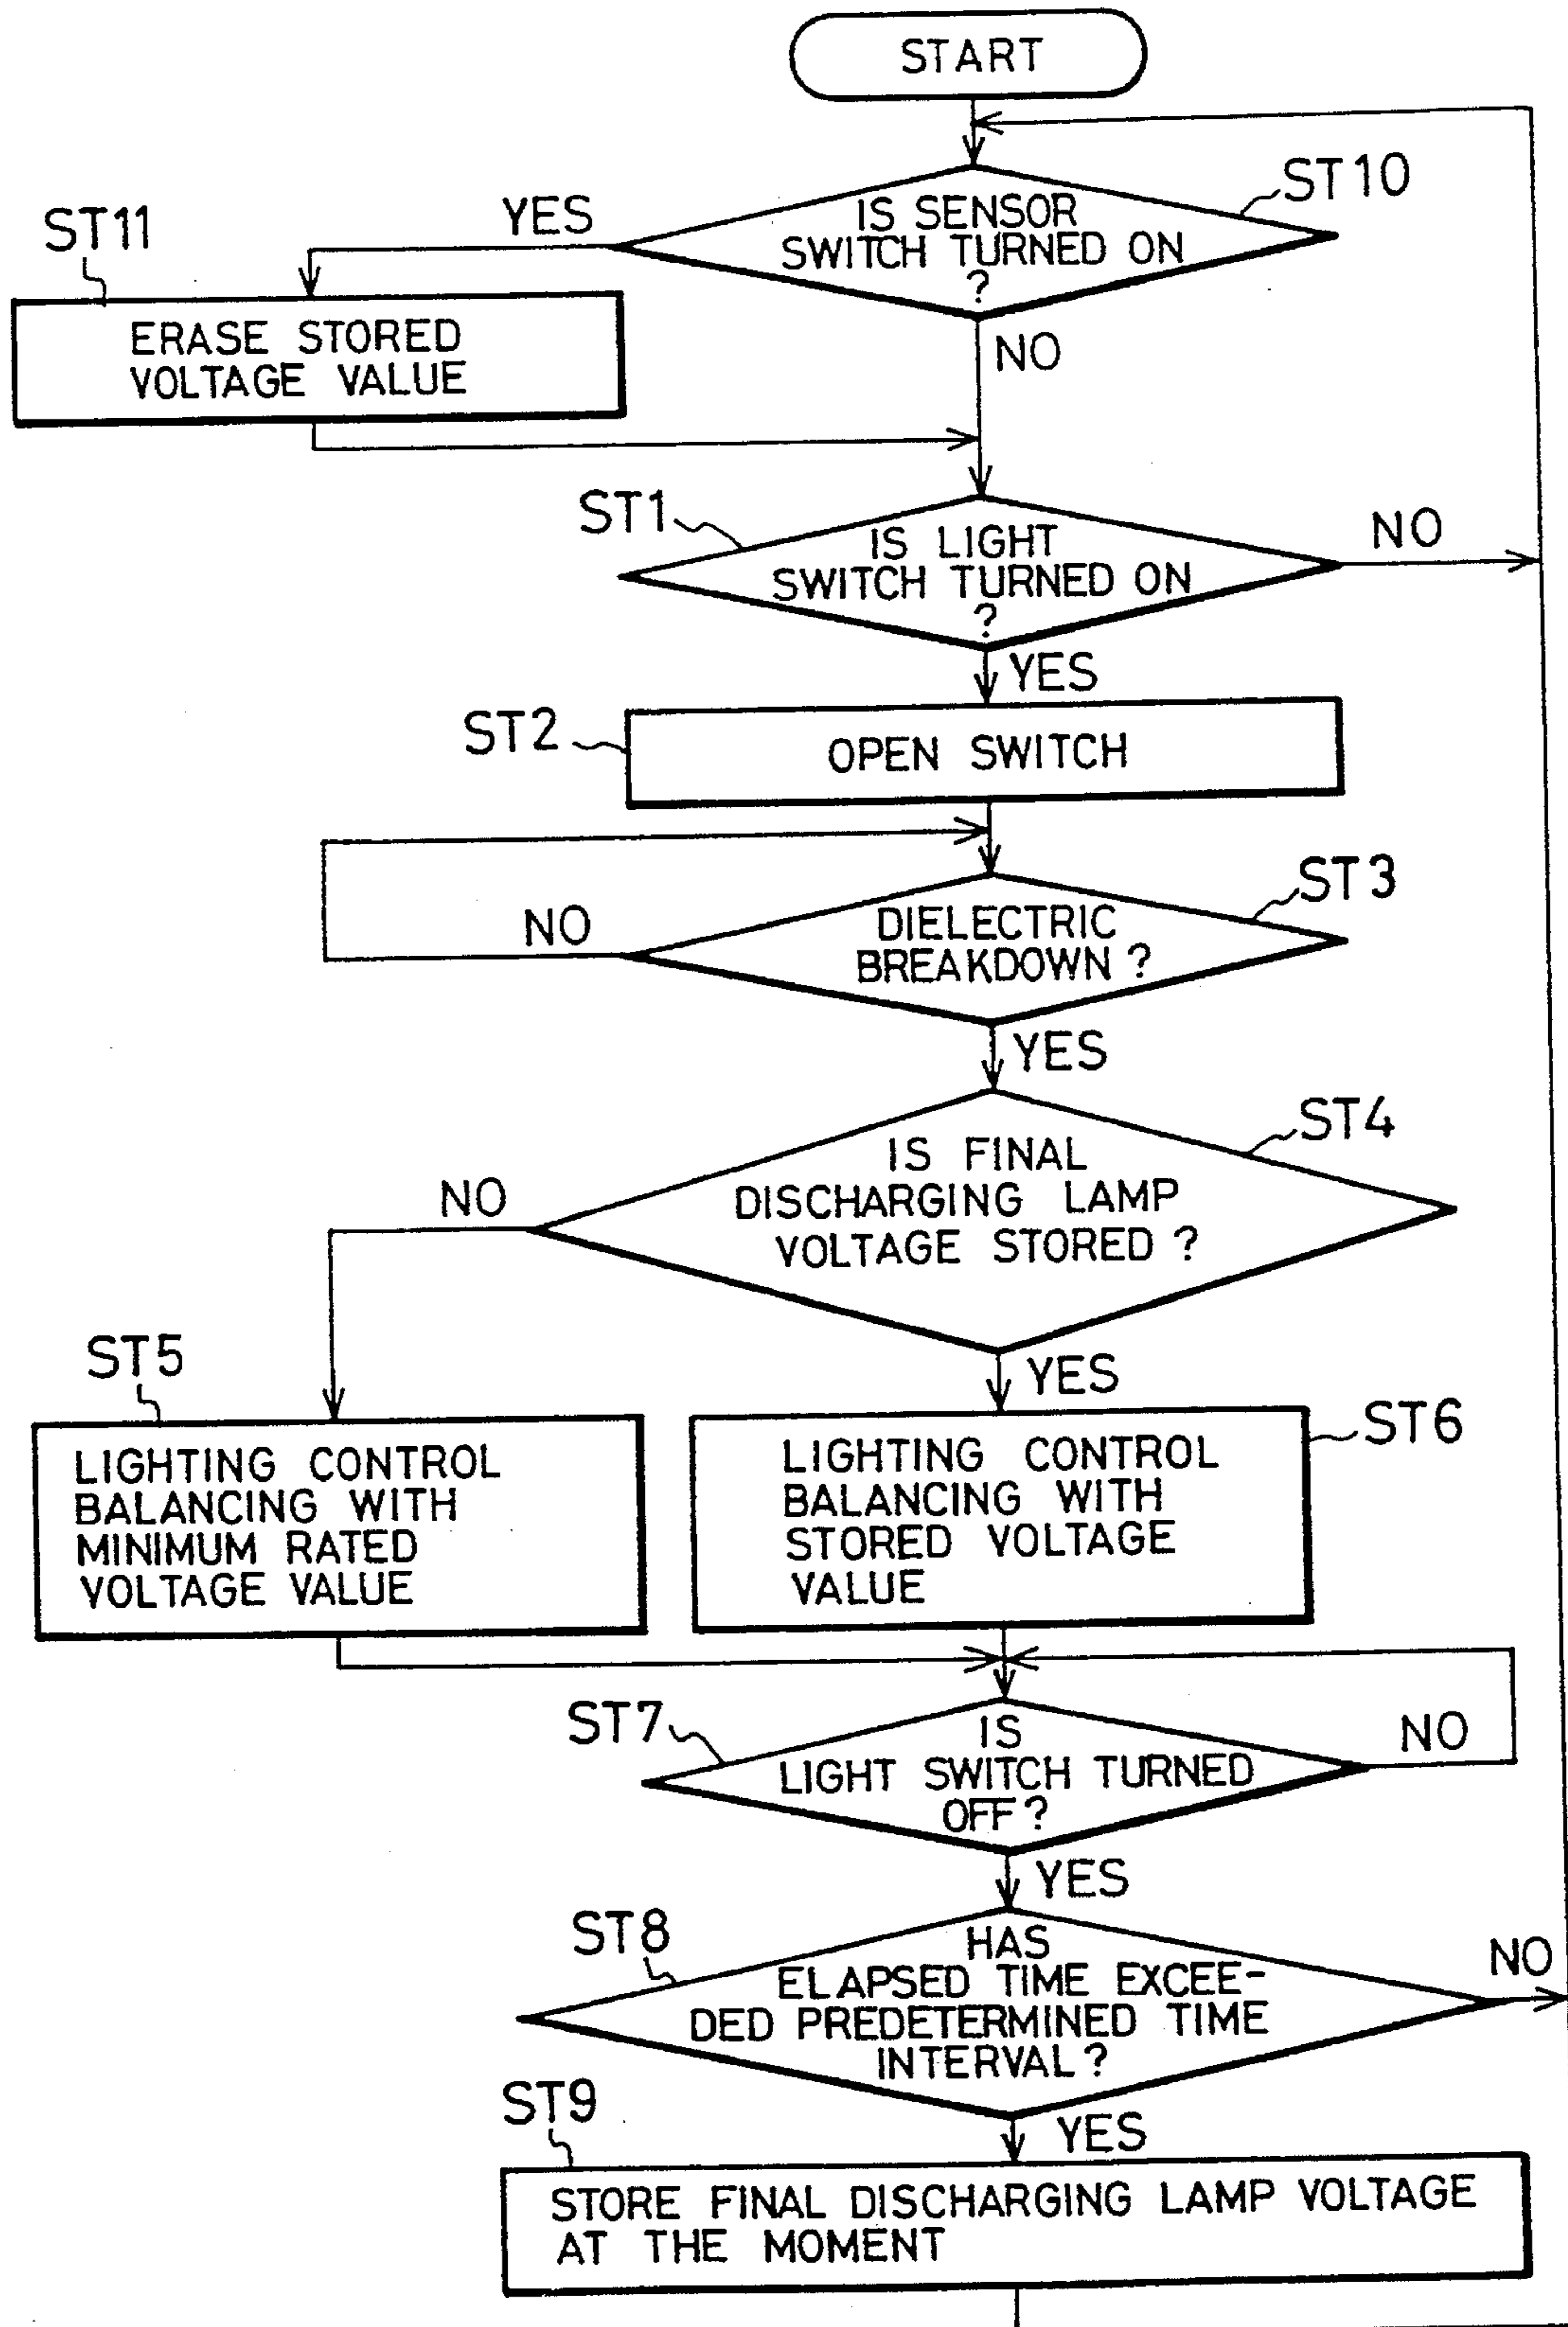 START
ST10
IS SENSOR
SWITCH TURNED ON
?
YES
ST11
ERASE STORED
VOLTAGE VALUE
NO
ST1
IS LIGHT
SWITCH TURNED ON
?
NO
YES
ST2
OPEN SWITCH
ST3
DIELECTRIC
BREAKDOWN ?
NO
YES
ST4
IS FINAL
DISCHARGING LAMP
VOLTAGE STORED ?
NO
YES
ST5
LIGHTING CONTROL
BALANCING WITH
MINIMUM RATED
VOLTAGE VALUE
ST6
LIGHTING CONTROL
BALANCING WITH
STORED VOLTAGE
VALUE
ST7
IS
LIGHT SWITCH TURNED
OFF ?
NO
YES
ST8
HAS
ELAPSED TIME EXCEE-
DED PREDETERMINED TIME
INTERVAL ?
NO
YES
ST9
STORE FINAL DISCHARGING LAMP VOLTAGE
AT THE MOMENT